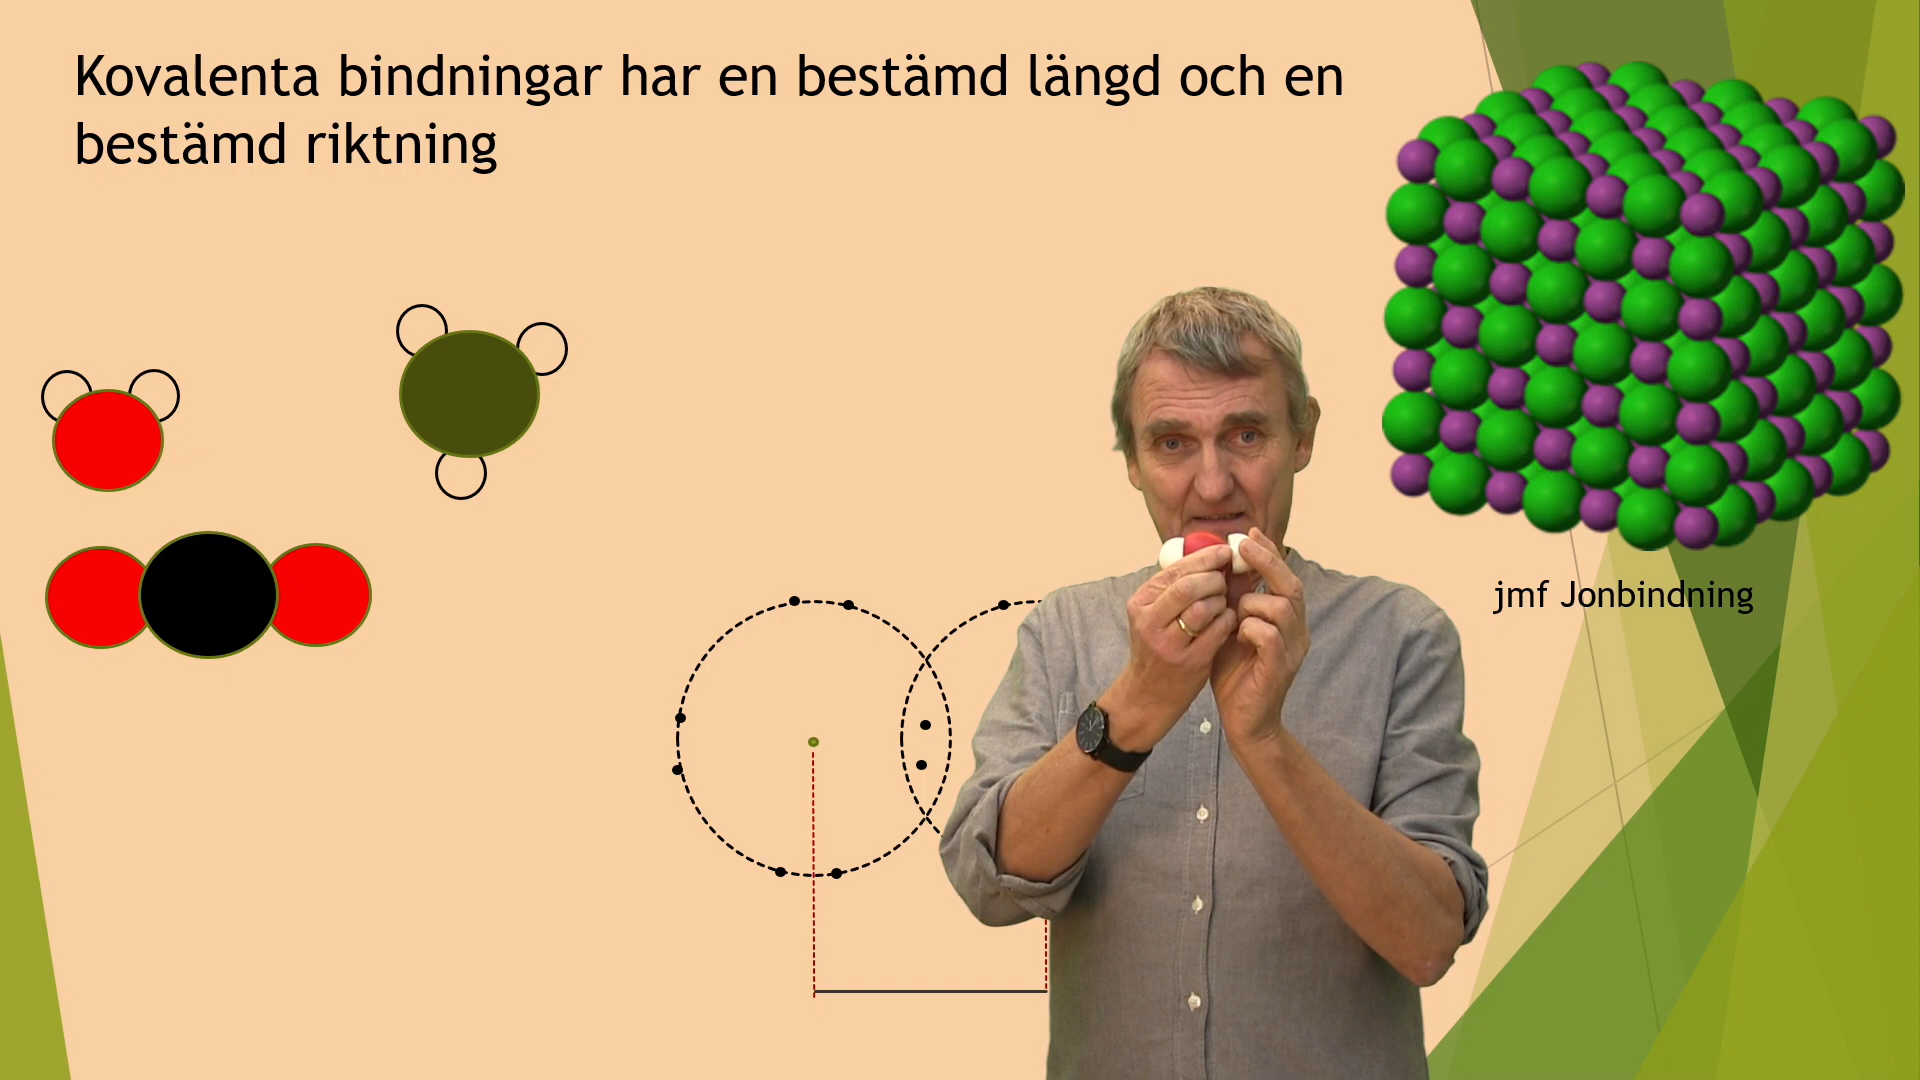 Kovalenta bindningar har en bestämd längd och en
bestämd riktning
jmf Jonbindning